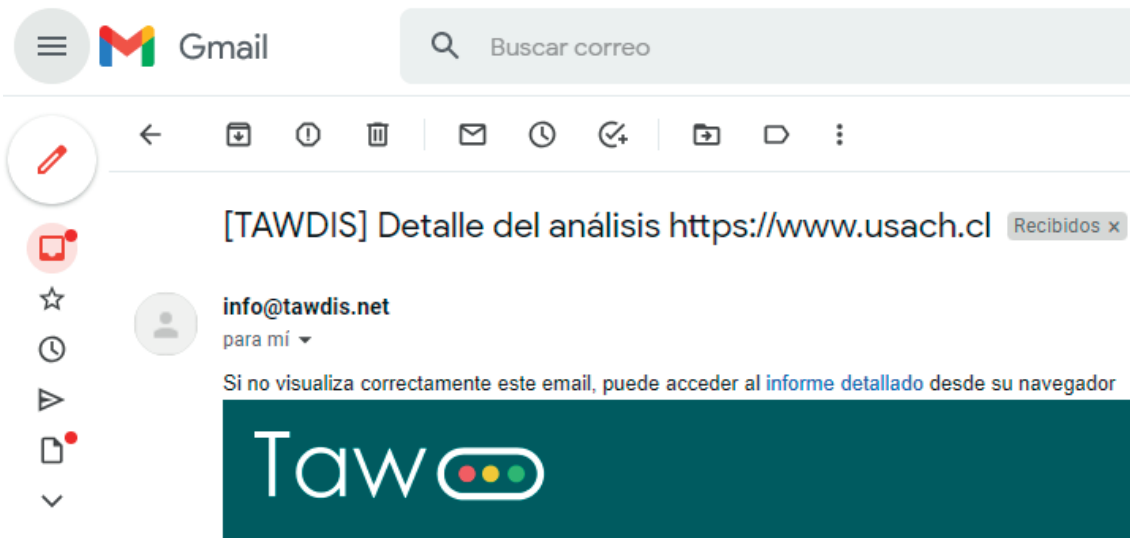 Gmail
Buscar correo
[TAWDIS] Detalle del análisis https://www.usach.cl Recibidos x
info@tawdis.net
para mí
Si no visualiza correctamente este email, puede acceder al informe detallado desde su navegador
Taw